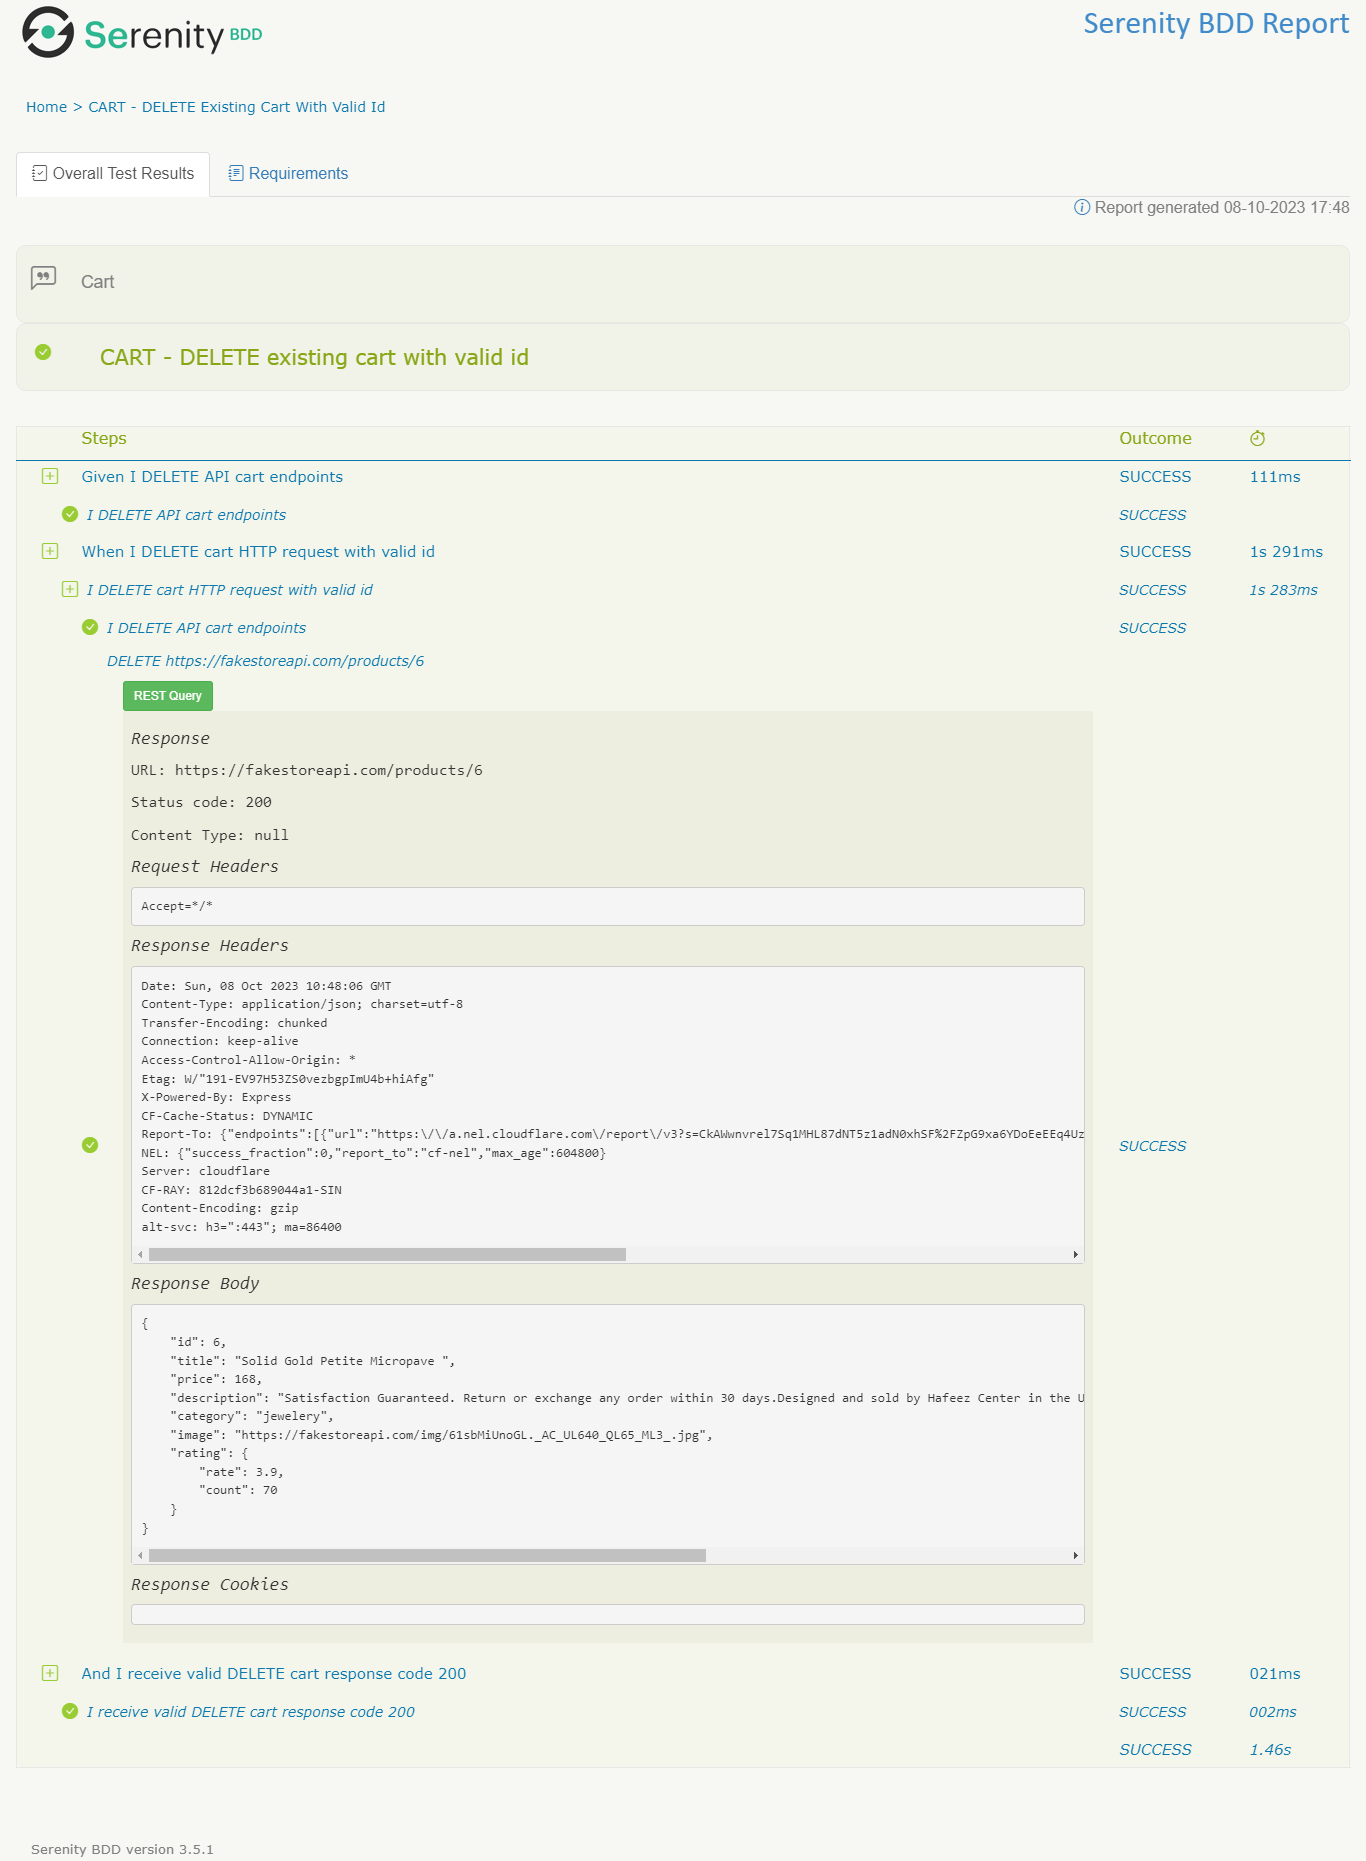 Serenity BDD
Serenity BDD Report
Home > CART - DELETE Existing Cart With Valid Id
Overall Test Results
Requirements
Report generated 08-10-2023 17:48
Cart
CART - DELETE existing cart with valid id
Steps Outcome
Given I DELETE API cart endpoints SUCCESS 111ms
I DELETE API cart endpoints SUCCESS
When I DELETE cart HTTP request with valid id SUCCESS 1s 291ms
I DELETE cart HTTP request with valid id SUCCESS 1s 283ms
I DELETE API cart endpoints SUCCESS
DELETE https://fakestoreapi.com/products/6
REST Query
Response
URL: https://fakestoreapi.com/products/6
Status code: 200
Content Type: null
Request Headers
Accept=*/*
Response Headers
Date: Sun, 08 Oct 2023 10:48:06 GMT
Content-Type: application/json; charset=utf-8
Transfer-Encoding: chunked
Connection: keep-alive
Access-Control-Allow-Origin: *
Etag: W/"191-EV97H53ZS0vezbgpImU4b+hiAfg"
X-Powered-By: Express
CF-Cache-Status: DYNAMIC
Report-To: {"endpoints":[{"url":"https:\/\/a.nel.cloudflare.com\/report\/v3?s=CkAWwnvrel7Sq1MHL87dNT5z1adN0xhSF%2FZpG9xa6YDoEeEEq4Uz
NEL: {"success_fraction":0,"report_to":"cf-nel","max_age":604800}
Server: cloudflare
CF-RAY: 812dcf3b689044a1-SIN
Content-Encoding: gzip
alt-svc: h3=":443"; ma=86400
SUCCESS
Response Body
{
"id": 6,
"title": "Solid Gold Petite Micropave ",
"price": 168,
"description": "Satisfaction Guaranteed. Return or exchange any order within 30 days.Designed and sold by Hafeez Center in the U
"category": "jewelery",
"image": "https://fakestoreapi.com/img/61sbMiUnoGL._AC_UL640_QL65_ML3_.jpg",
"rating": {
"rate": 3.9,
"count": 70
}
}
Response Cookies
And I receive valid DELETE cart response code 200 SUCCESS 021ms
I receive valid DELETE cart response code 200 SUCCESS 002ms
SUCCESS 1.46s
Serenity BDD version 3.5.1